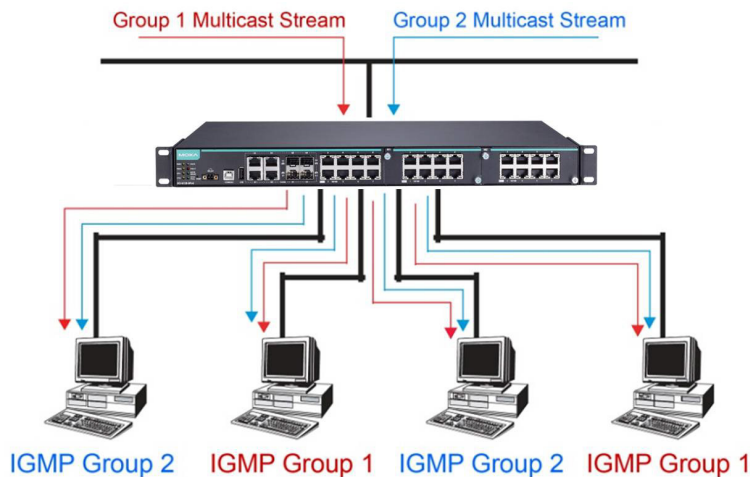 Group 1 Multicast Stream
Group 2 Multicast Stream
MOXA
IGMP Group 2
IGMP Group 1
IGMP Group 2
IGMP Group 1